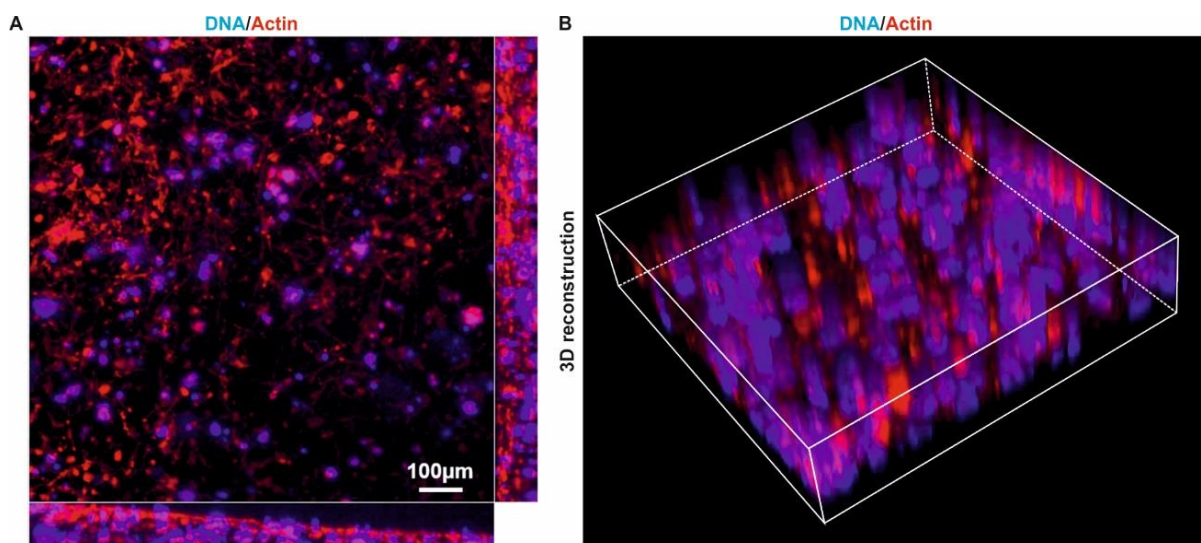 A
DNA/Actin
100µm
B
DNA/Actin
3D reconstruction